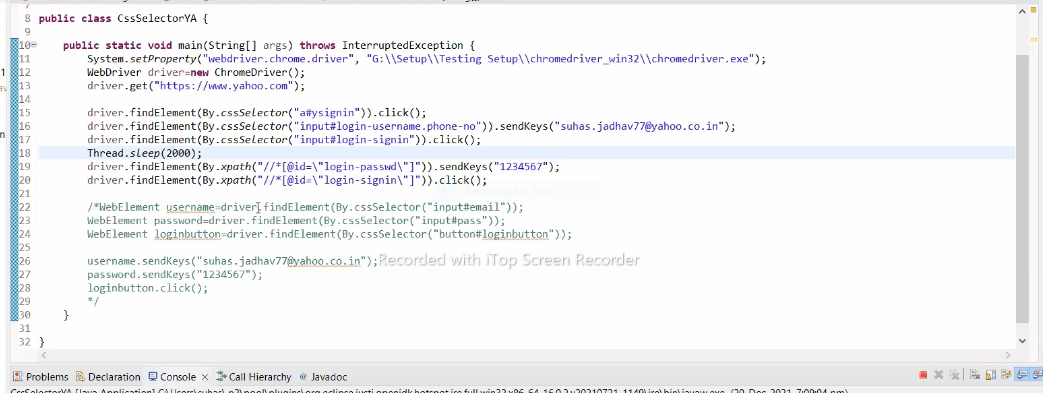 8 public class CssSelectorYA {
10 public static void main(String[] args) throws InterruptedException {
11 System.setProperty("webdriver.chrome.driver", "G:\\Setup\\Testing Setup\\chromedriver_win32\\chromedriver.exe");
12 WebDriver driver=new ChromeDriver();
13 driver.get("https://www.yahoo.com");
14
15 driver.findElement(By.cssSelector("a#ysignin")).click();
16 driver.findElement(By.cssSelector("input#login-username.phone-no")).sendKeys("suhas.jadhav77@yahoo.co.in");
17 driver.findElement(By.cssSelector("input#login-signin")).click();
18 Thread.sleep(2000);
19 driver.findElement(By.xpath("//*[@id=\"login-passwd\"]")).sendKeys("1234567");
20 driver.findElement(By.xpath("//*[@id=\"login-signin\"]")).click();
21
22 /*WebElement username=driver.findElement(By.cssSelector("input#email"));
23 WebElement password=driver.findElement(By.cssSelector("input#pass"));
24 WebElement loginbutton=driver.findElement(By.cssSelector("button#loginbutton"));
25
26 username.sendKeys("suhas.jadhav77@yahoo.co.in");
Recorded with iTop Screen Recorder
27 password.sendKeys("1234567");
28 loginbutton.click();
29 */
30 }
31
32 }
Problems Declaration Console Call Hierarchy Javadoc